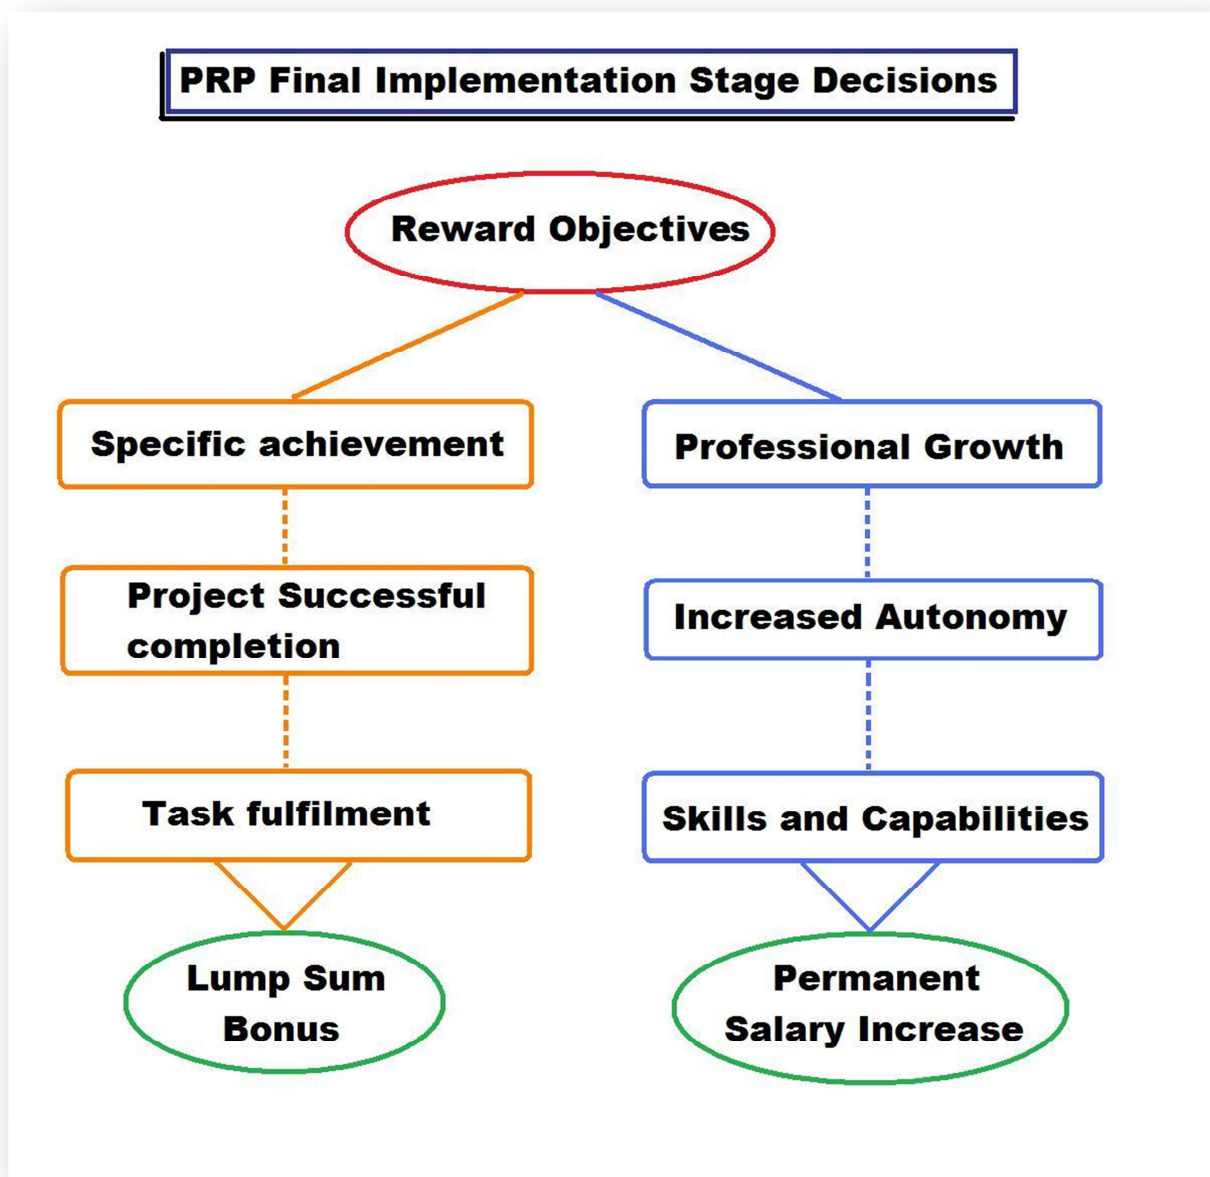 PRP Final Implementation Stage Decisions
Reward Objectives
Specific achievement
Professional Growth
Project Successful
completion
Increased Autonomy
Task fulfilment
Skills and Capabilities
Lump Sum
Bonus
Permanent
Salary Increase